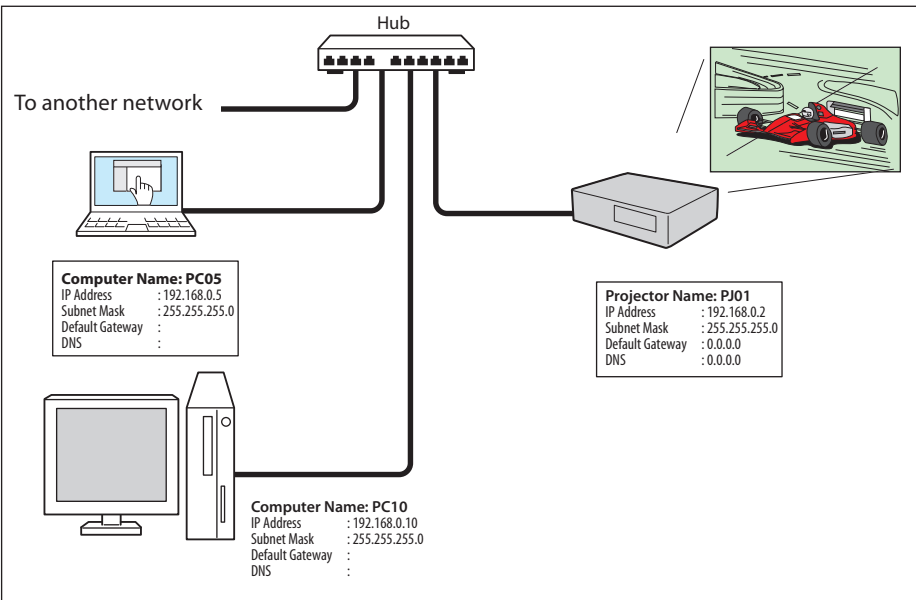 Hub
To another network
Computer Name: PC05
IP Address : 192.168.0.5
Subnet Mask : 255.255.255.0
Default Gateway :
DNS :
Projector Name: PJ01
IP Address : 192.168.0.2
Subnet Mask : 255.255.255.0
Default Gateway : 0.0.0.0
DNS : 0.0.0.0
Computer Name: PC10
IP Address : 192.168.0.10
Subnet Mask : 255.255.255.0
Default Gateway :
DNS :